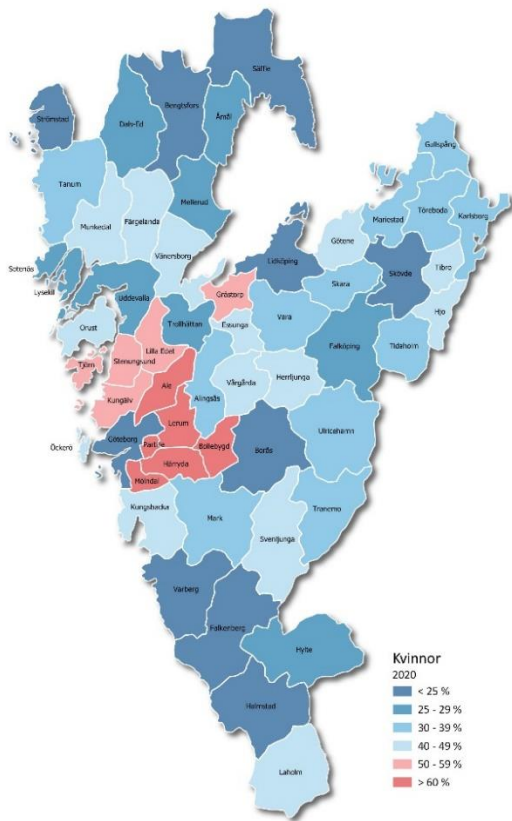 Säffle
Bengtsfors
Strömstad
Dals-Ed
Åmål
Gullspång
Tanum
Mellerud
Töreboda
Karlsborg
Mariestad
Munkedal
Färgelanda
Götene
Vänersborg
Lidköping
Skövde
Tibro
Sotenäs
Lysekil
Skara
Uddevalla
Grästorp
Hjo
Orust
Trollhättan
Essunga
Vara
Falköping
Tidaholm
Lilla Edet
Tjörn
Stenungsund
Ale
Alingsås
Vårgårda
Herrljunga
Kungälv
Lerum
Ulricehamn
Göteborg
Partille
Bollebygd
Borås
Öckerö
Härryda
Mölndal
Kungsbacka
Mark
Tranemo
Svenljunga
Varberg
Falkenberg
Hylte
Halmstad
Laholm
Kvinnor
2020
< 25 %
25 - 29 %
30 - 39 %
40 - 49 %
50 - 59 %
> 60 %